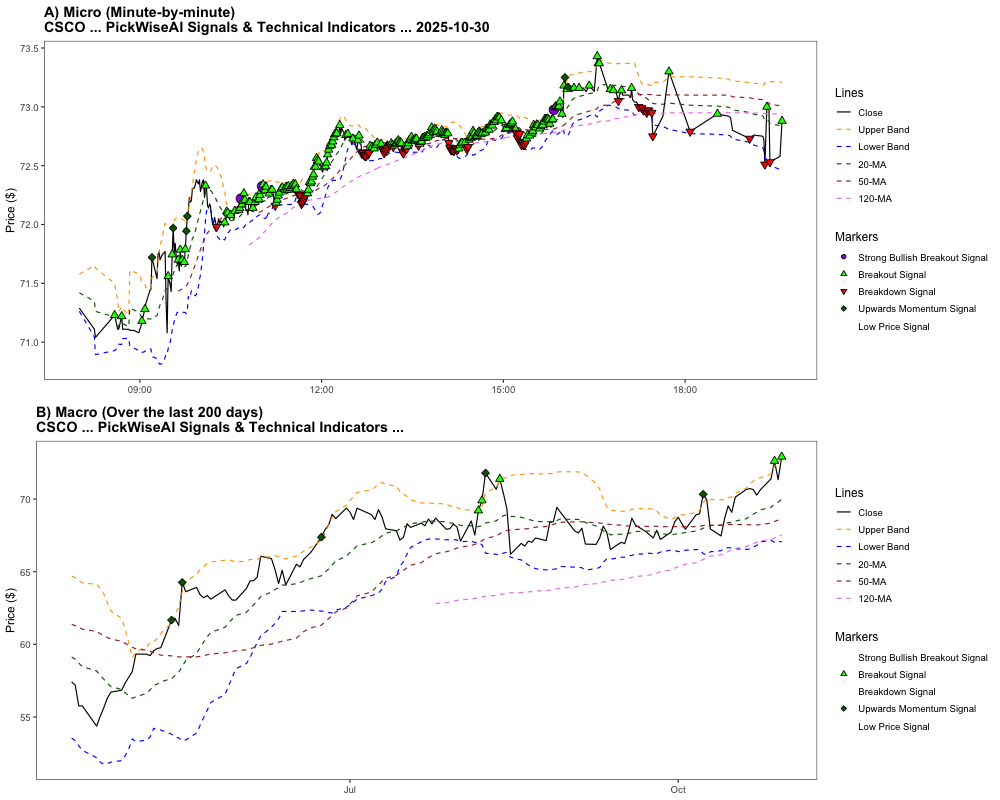 A) Micro (Minute-by-minute)
CSCO ... PickWiseAI Signals & Technical Indicators ... 2025-10-30
Price ($)
73.5
73.0
72.5
72.0
71.5
71.0
09:00
12:00
15:00
18:00
Lines
Close
Upper Band
Lower Band
20-MA
50-MA
120-MA
Markers
Strong Bullish Breakout Signal
Breakout Signal
Breakdown Signal
Upwards Momentum Signal
Low Price Signal
B) Macro (Over the last 200 days)
CSCO ... PickWiseAI Signals & Technical Indicators ...
Price ($)
70
65
60
55
Jul
Oct
Lines
Close
Upper Band
Lower Band
20-MA
50-MA
120-MA
Markers
Strong Bullish Breakout Signal
Breakout Signal
Breakdown Signal
Upwards Momentum Signal
Low Price Signal